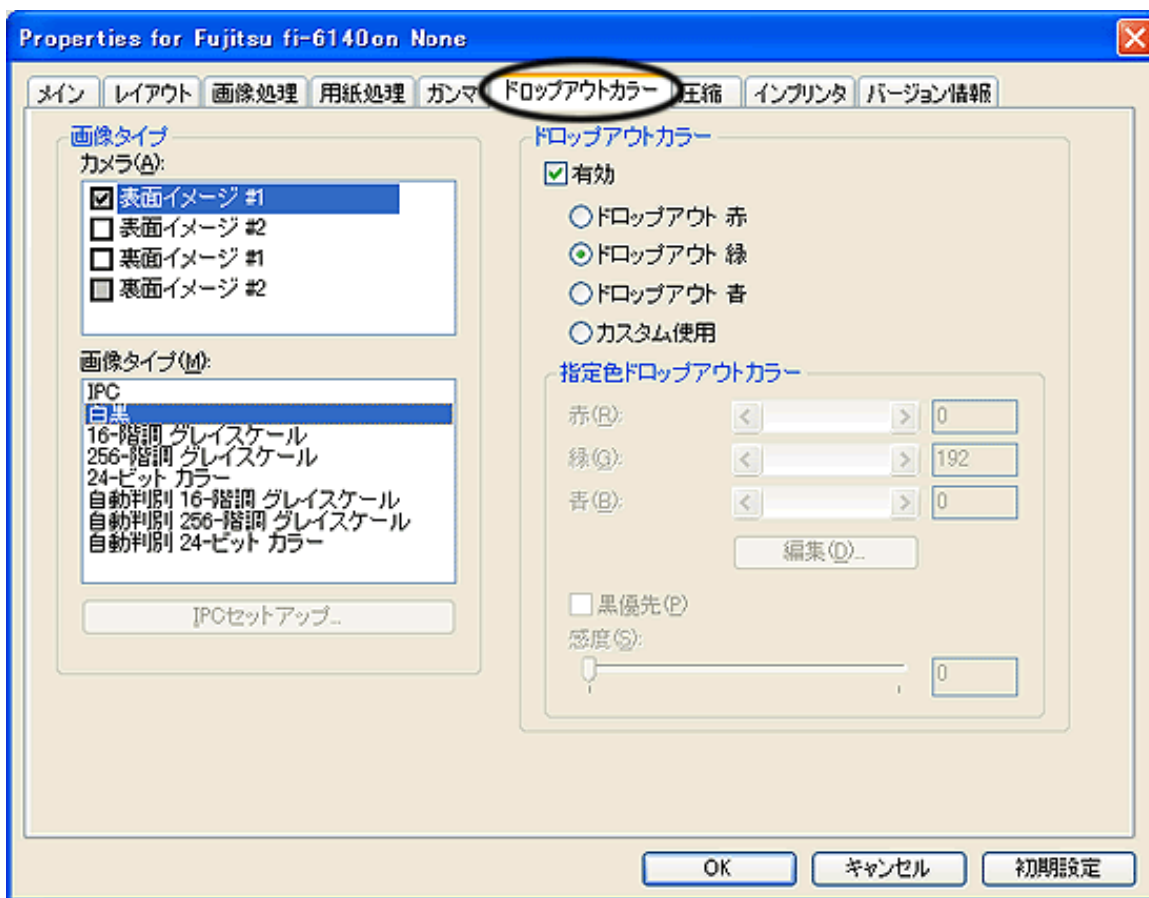 Properties for Fujitsu fi-6140on None
メイン レイアウト 画像処理 用紙処理 ガンマ ドロップアウトカラー 圧縮 インプリンタ バージョン情報
画像タイプ
カメラ(A):
表面イメージ #1
表面イメージ #2
裏面イメージ #1
裏面イメージ #2
画像タイプ(M):
IPC
白黒
16-階調 グレイスケール
256-階調 グレイスケール
24-ビット カラー
自動判別 16-階調 グレイスケール
自動判別 256-階調 グレイスケール
自動判別 24-ビット カラー
IPCセットアップ...
ドロップアウトカラー
有効
ドロップアウト 赤
ドロップアウト 緑
ドロップアウト 青
カスタム使用
指定色ドロップアウトカラー
赤(R): 0
緑(G): 192
青(B): 0
編集(D)...
黒優先(P)
感度(S):
0
OK キャンセル 初期設定